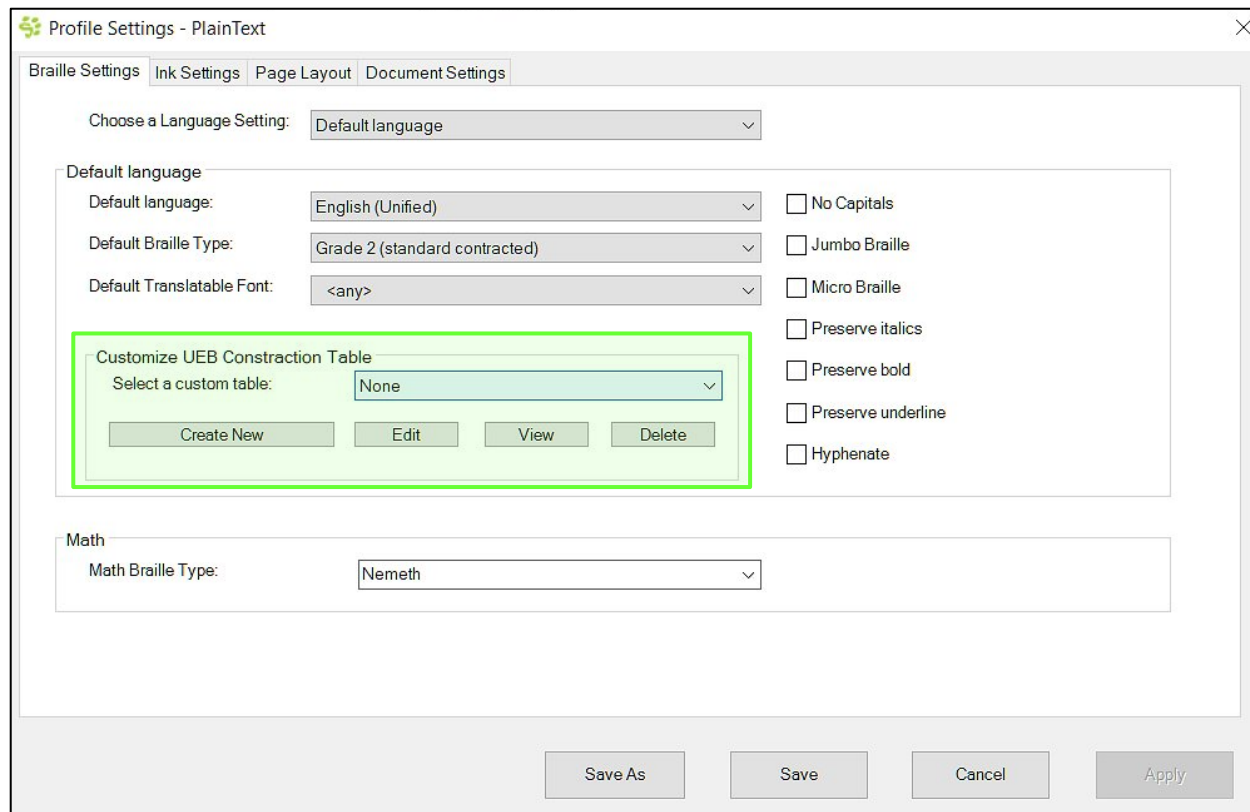 Profile Settings - PlainText
Braille Settings Ink Settings Page Layout Document Settings
Choose a Language Setting: Default language
Default language
Default language: English (Unified)
No Capitals
Default Braille Type: Grade 2 (standard contracted)
Jumbo Braille
Default Translatable Font: <any>
Micro Braille
Preserve italics
Customize UEB Constraction Table
Select a custom table: None
Preserve bold
Preserve underline
Create New Edit View Delete
Hyphenate
Math
Math Braille Type: Nemeth
Save As Save Cancel Apply